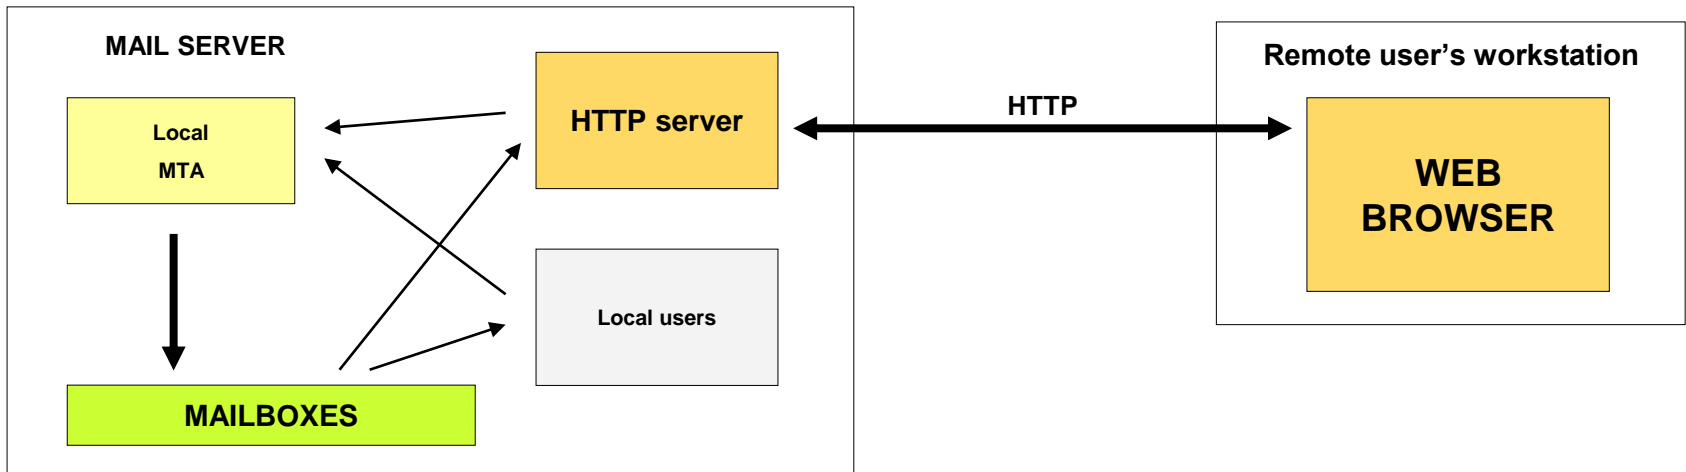 MAIL SERVER
Local
MTA
HTTP server
Local users
MAILBOXES
HTTP
Remote user’s workstation
WEB
BROWSER